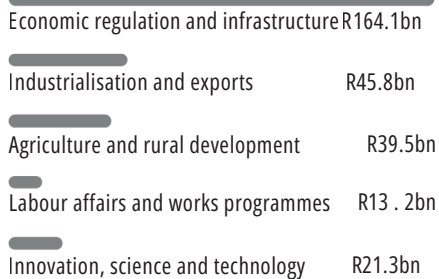 Economic regulation and infrastructure R164.1bn
Industrialisation and exports R45.8bn
Agriculture and rural development R39.5bn
Labour affairs and works programmes R13 . 2bn
Innovation, science and technology R21.3bn